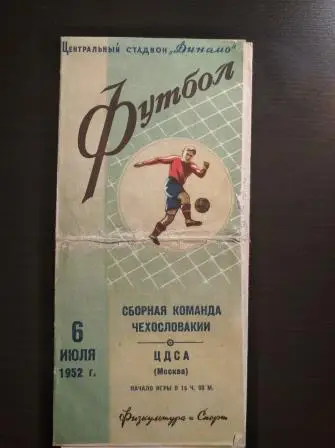 Центральный стадион „Динамо"
Футбол
СБОРНАЯ КОМАНДА
ЧЕХОСЛОВАКИИ
ЦДСА
(Москва)
НАЧАЛО ИГРЫ В 19 Ч. 00 М.
6
ИЮЛЯ
1952 г.
Физкультура и Спорт